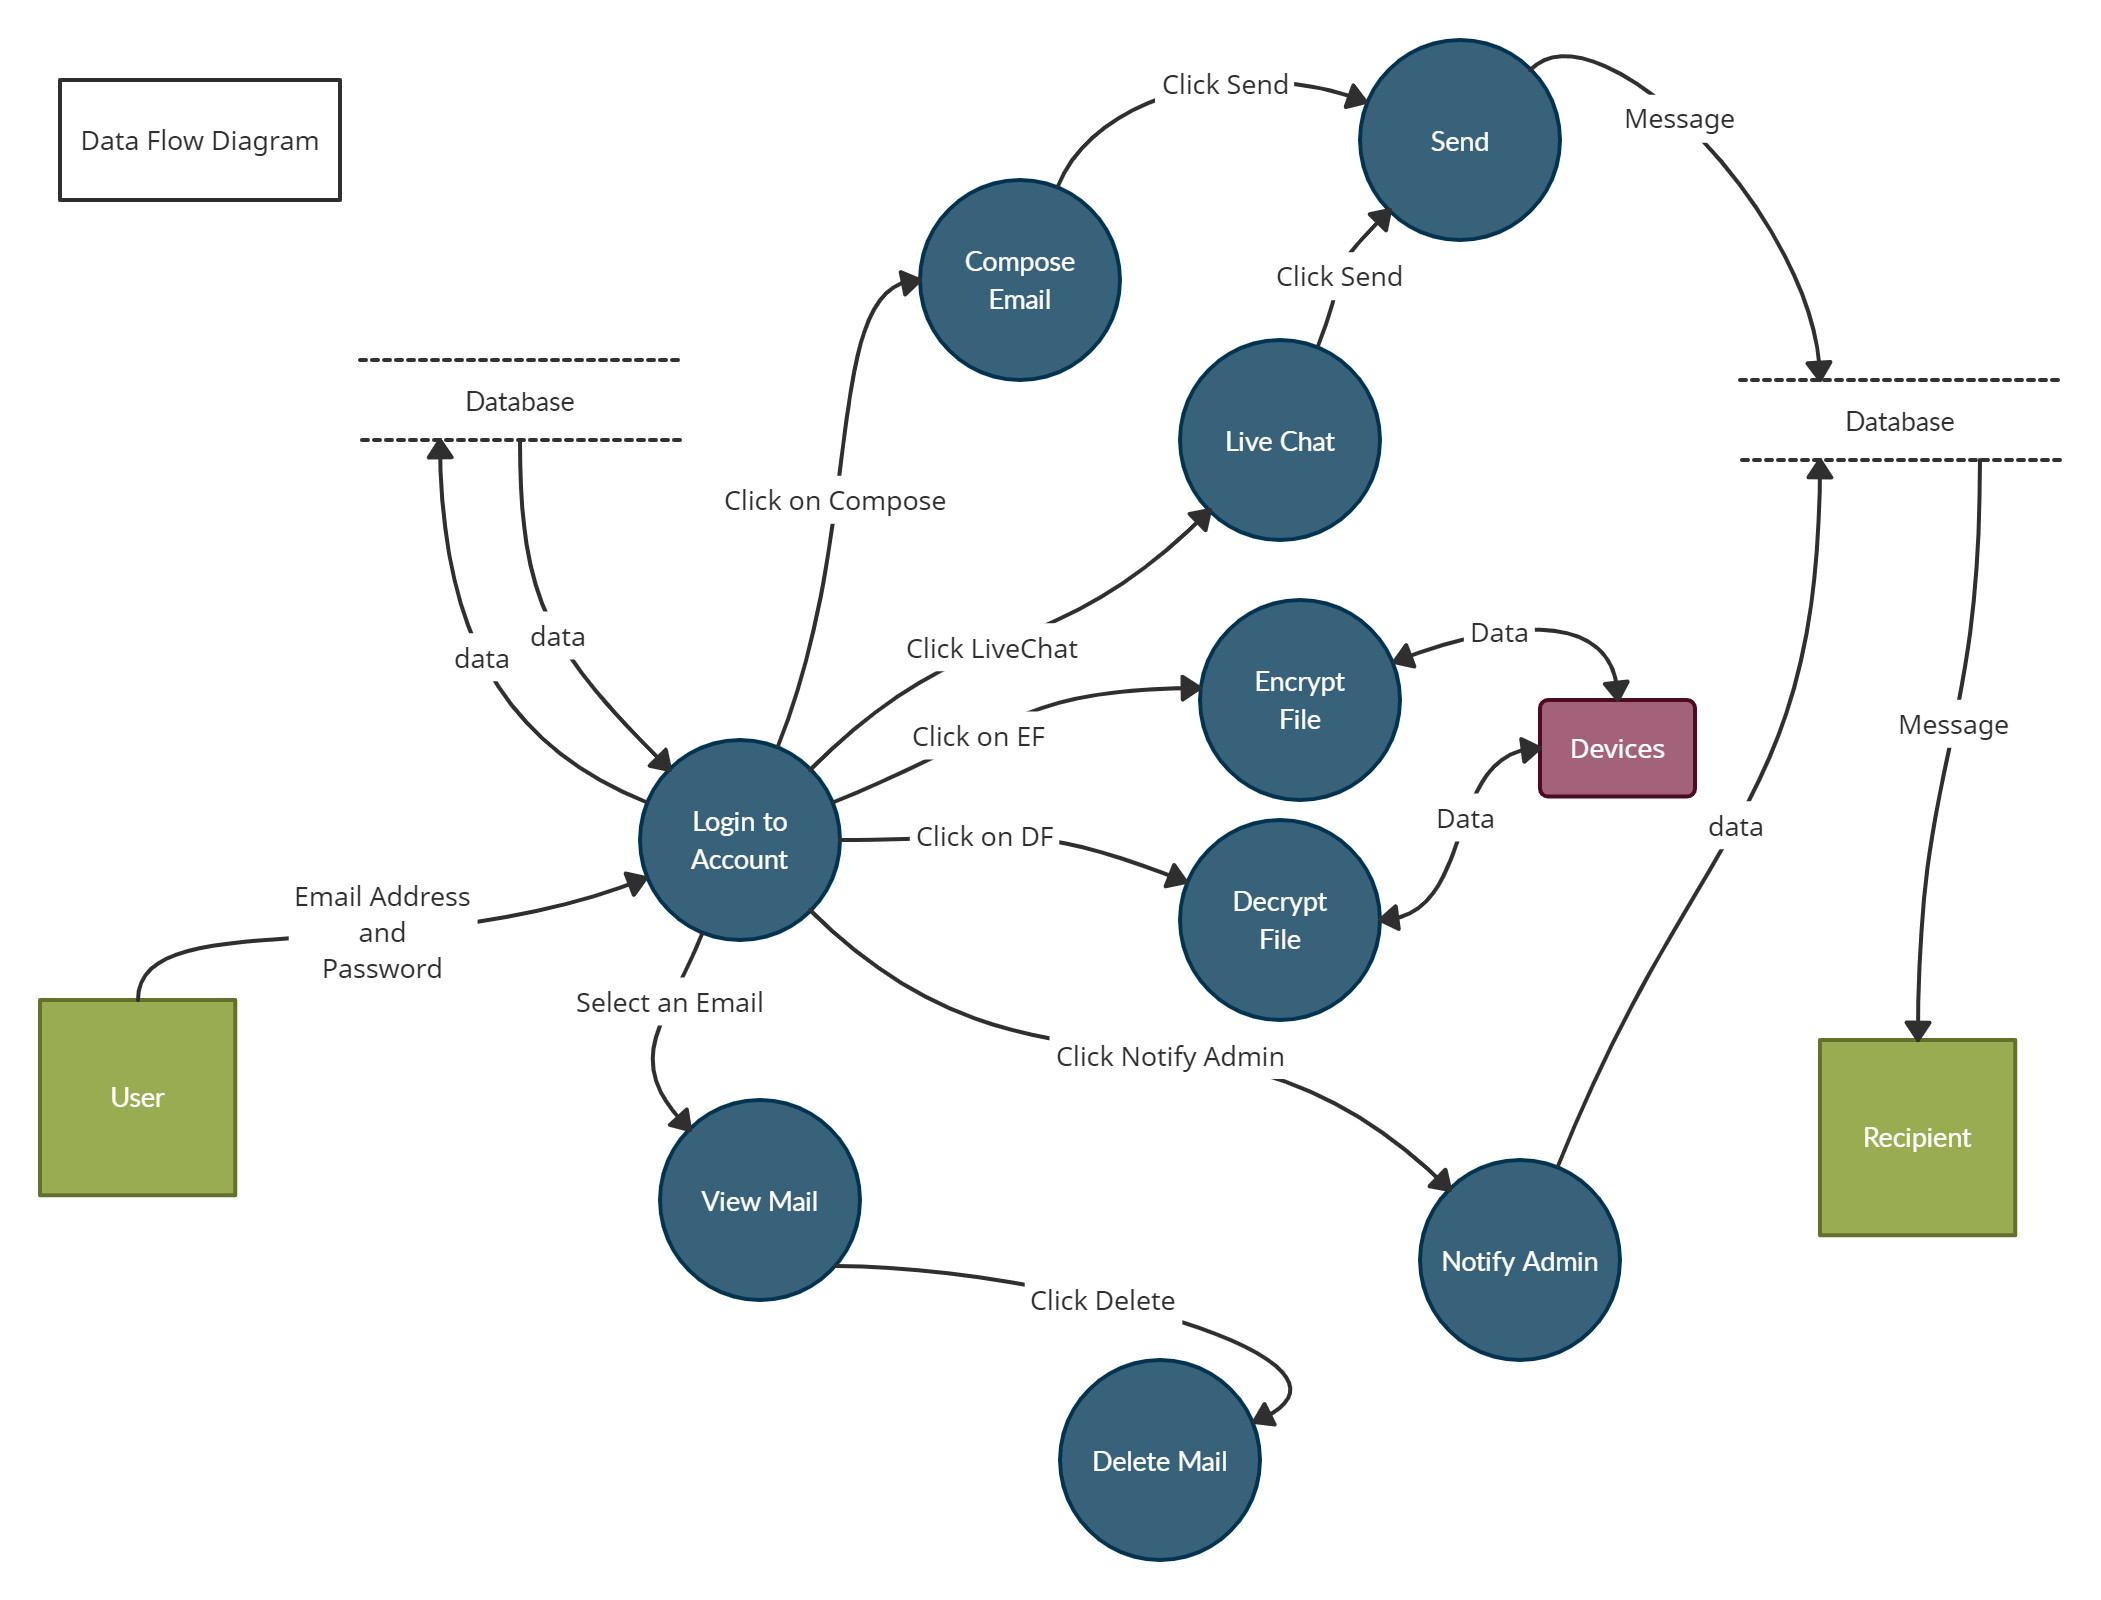 Data Flow Diagram
Click Send
Send
Message
Compose
Email
Click Send
Database
Live Chat
Database
Click on Compose
data
data
Click LiveChat
Encrypt
File
Data
Click on EF
Devices
Message
Login to
Account
Click on DF
Data
data
Decrypt
File
Email Address
and
Password
Select an Email
Click Notify Admin
User
Recipient
View Mail
Notify Admin
Click Delete
Delete Mail